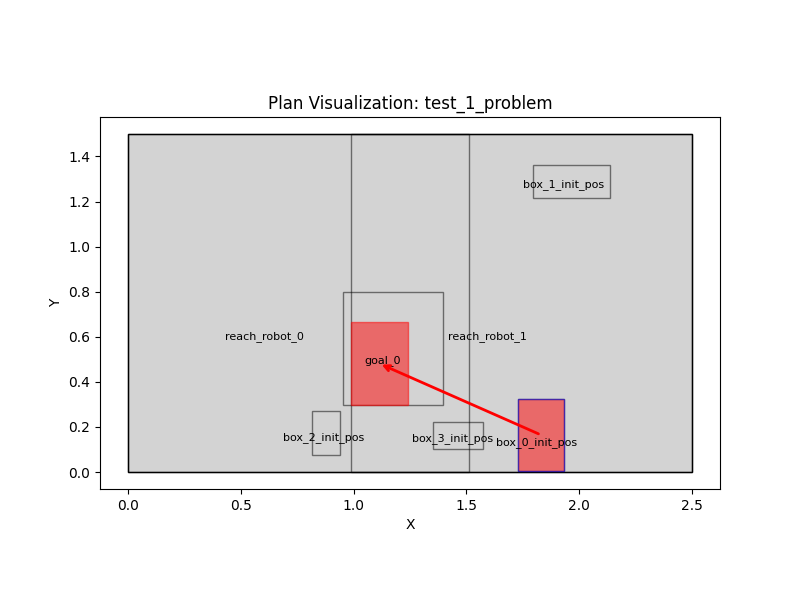 Plan Visualization: test_1_problem
Y
1.4
1.2
1.0
0.8
0.6
0.4
0.2
0.0
box_1_init_pos
reach_robot_0
reach_robot_1
goal_0
box_2_init_pos
box_3_init_pos
box_0_init_pos
0.0 0.5 1.0 1.5 2.0 2.5
X